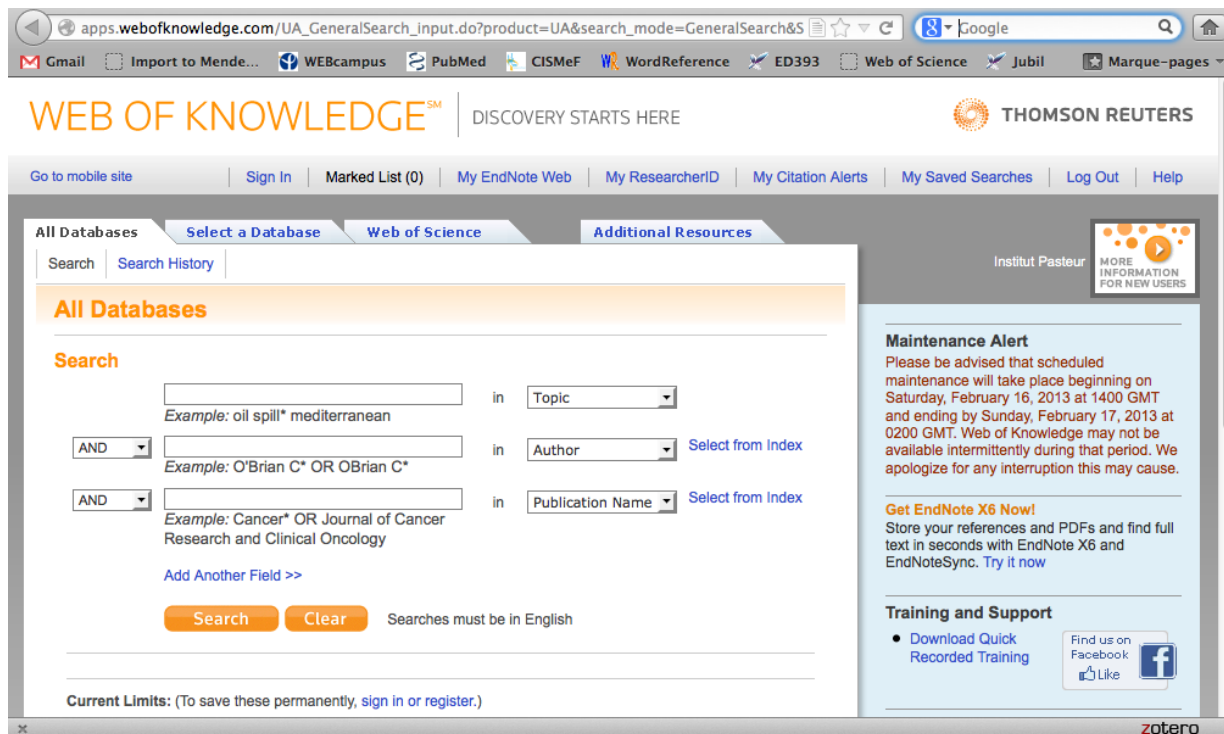 apps.webofknowledge.com/UA_GeneralSearch_input.do?product=UA&search_mode=GeneralSearch&S
Google
Gmail Import to Mende... WEBcampus PubMed CISMeF WordReference ED393 Web of Science Jubil Marque-pages
WEB OF KNOWLEDGE℠ DISCOVERY STARTS HERE THOMSON REUTERS
Go to mobile site Sign In Marked List (0) My EndNote Web My ResearcherID My Citation Alerts My Saved Searches Log Out Help
All Databases Select a Database Web of Science Additional Resources
Search Search History
Institut Pasteur
MORE
INFORMATION
FOR NEW USERS
All Databases
Search
in Topic
Example: oil spill* mediterranean
AND in Author Select from Index
Example: O'Brian C* OR OBrian C*
AND in Publication Name Select from Index
Example: Cancer* OR Journal of Cancer
Research and Clinical Oncology
Add Another Field >>
Search Clear Searches must be in English
Current Limits: (To save these permanently, sign in or register.)
Maintenance Alert
Please be advised that scheduled
maintenance will take place beginning on
Saturday, February 16, 2013 at 1400 GMT
and ending by Sunday, February 17, 2013 at
0200 GMT. Web of Knowledge may not be
available intermittently during that period. We
apologize for any interruption this may cause.
Get EndNote X6 Now!
Store your references and PDFs and find full
text in seconds with EndNote X6 and
EndNoteSync. Try it now
Training and Support
Download Quick
Recorded Training
Find us on
Facebook
Like
zotero